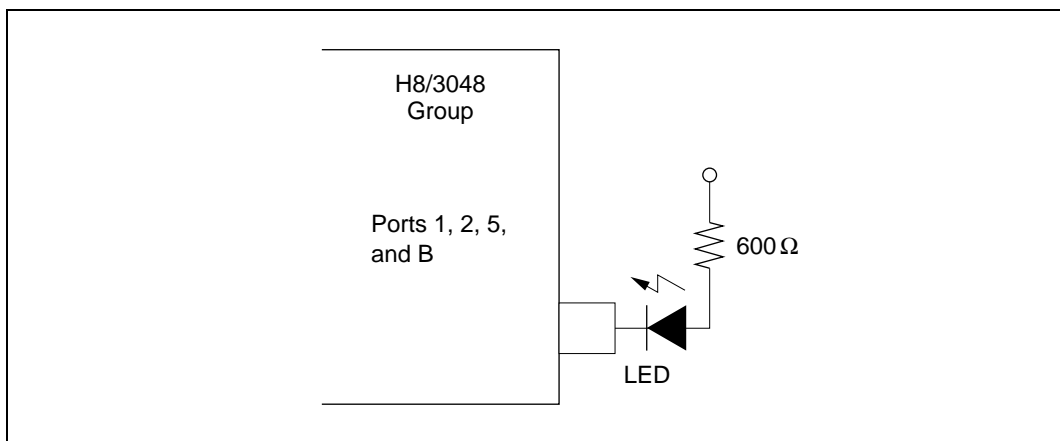 H8/3048
Group
Ports 1, 2, 5,
and B
600 Ω
LED